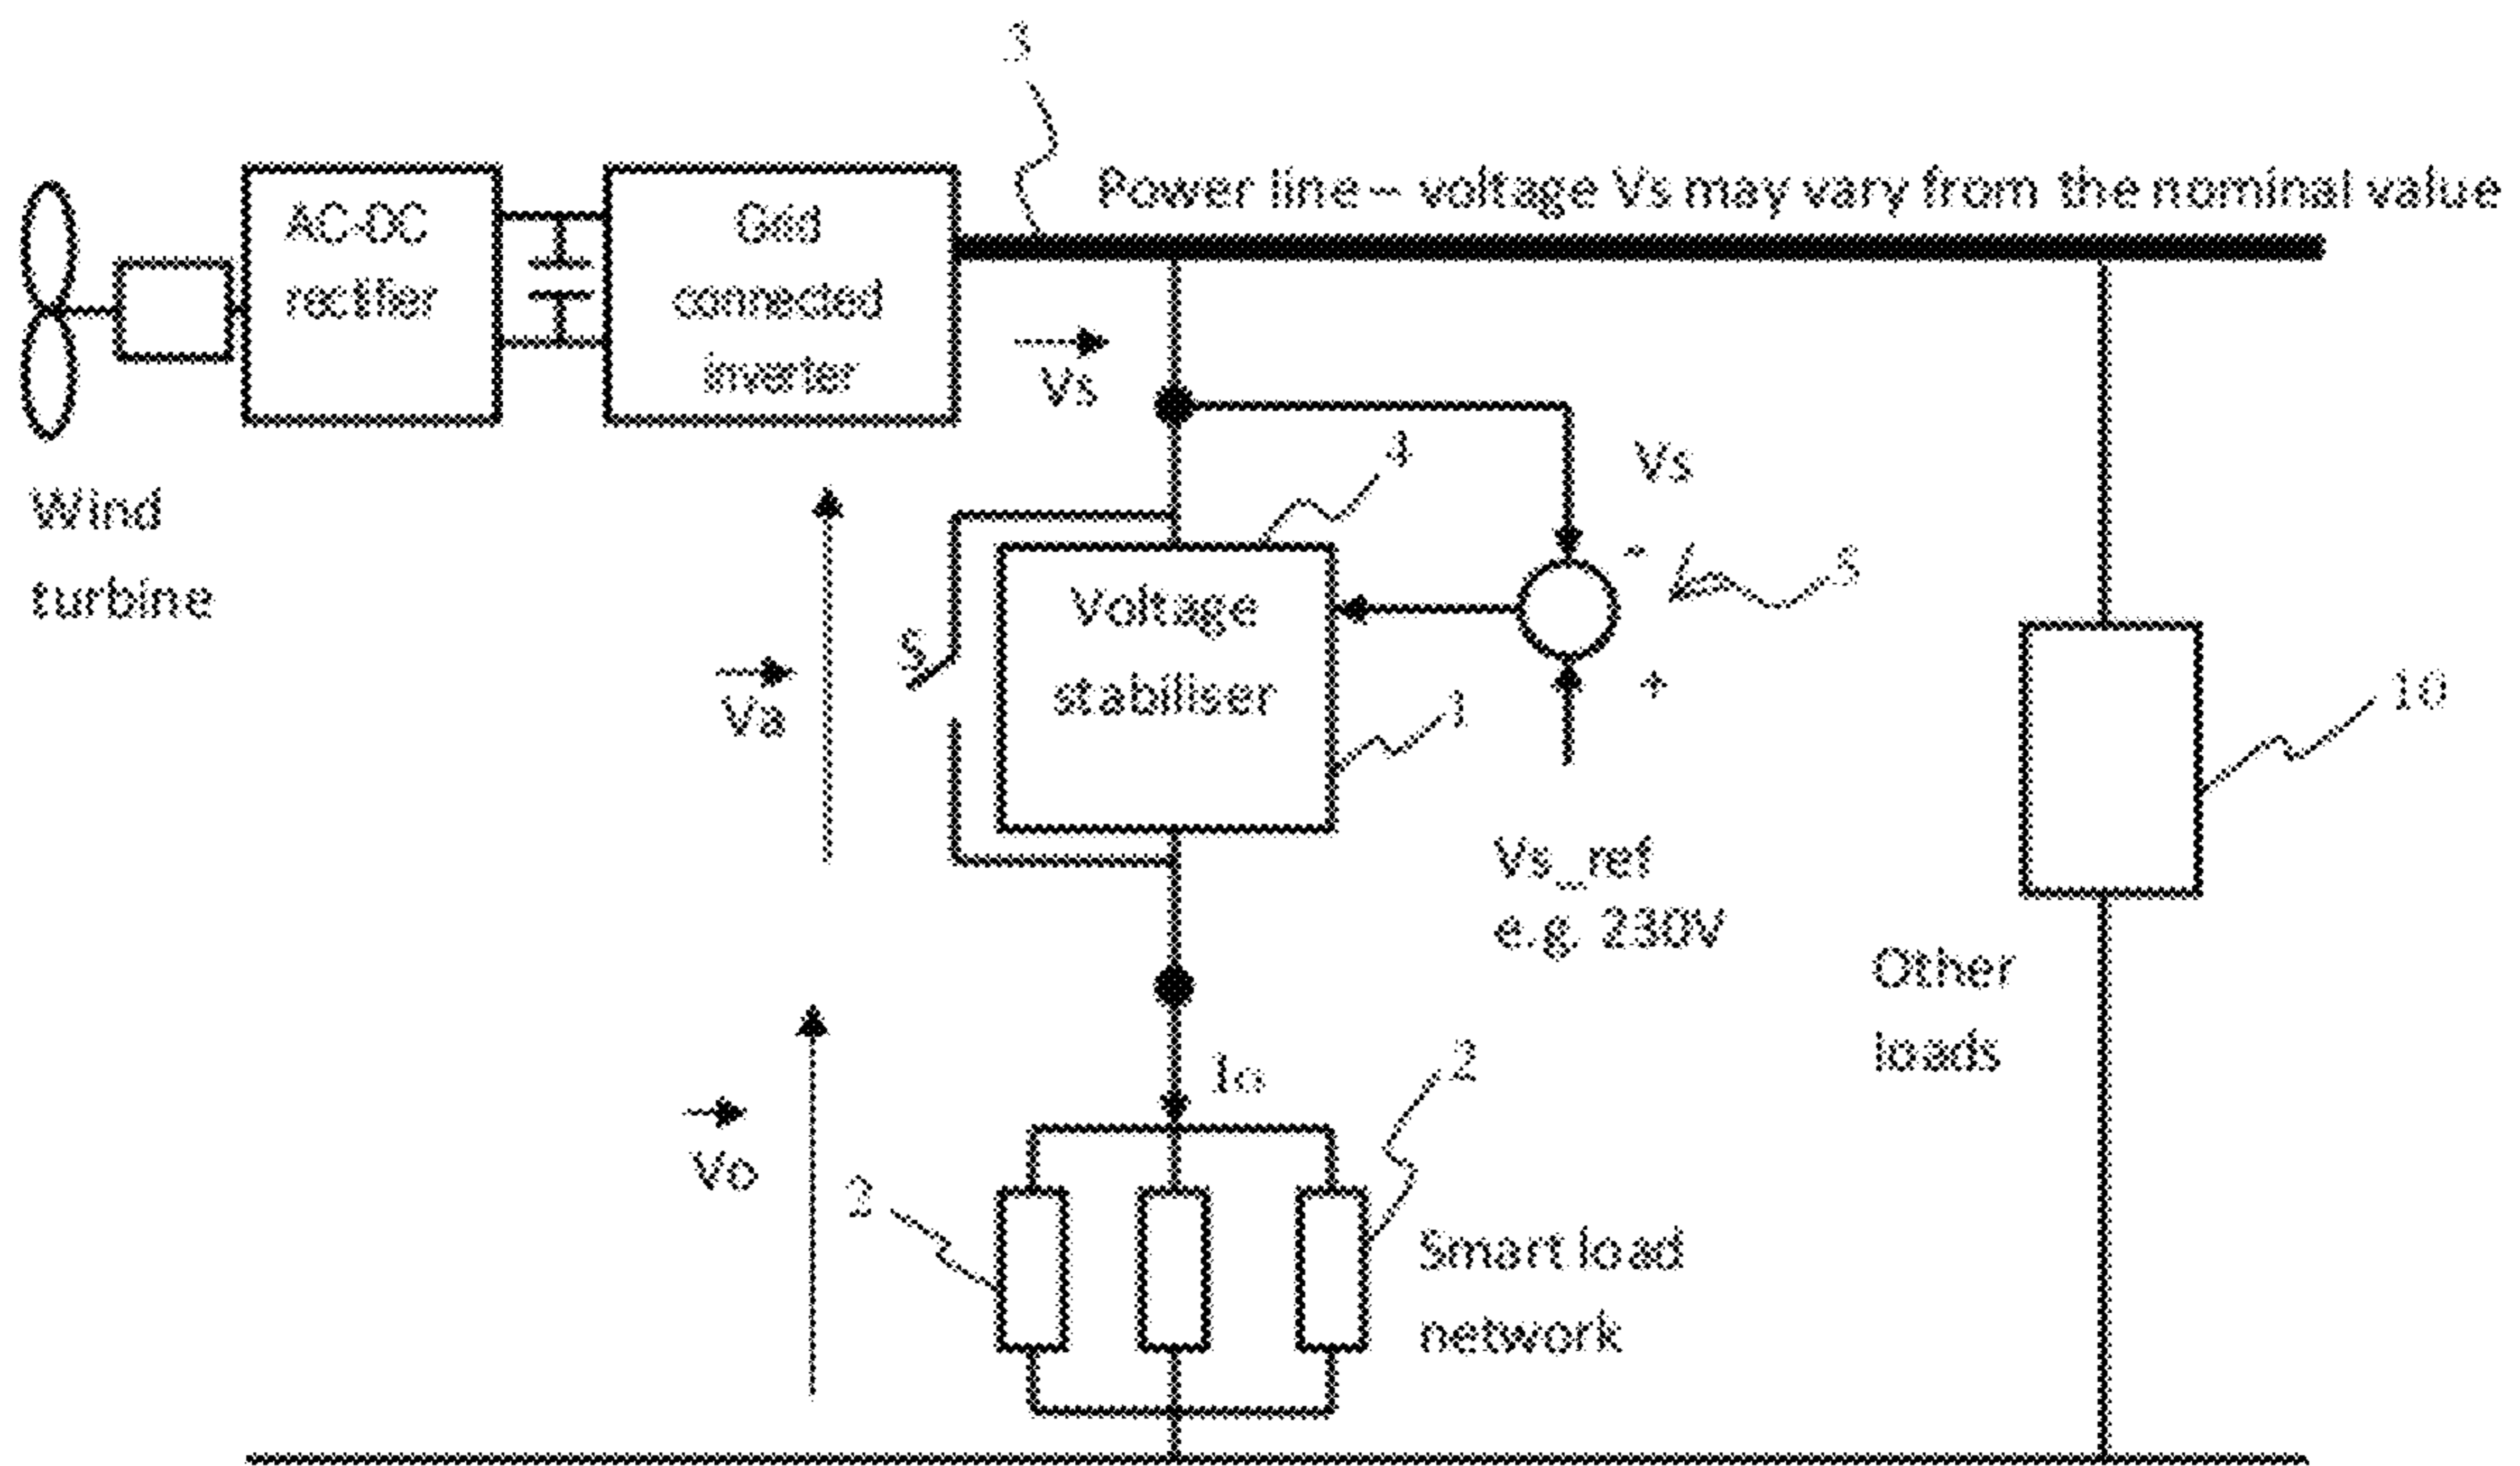 3
Power line – voltage Vs may vary from the nominal value
AC-DC
rectifier
Grid
connected
inverter
Vs
Wind
turbine
4
Vs
-
5
S
Voltage
stabiliser
Va
+
1
10
Vs_ref
e.g. 230V
Other
loads
Io
2
Vo
2
Smart load
network